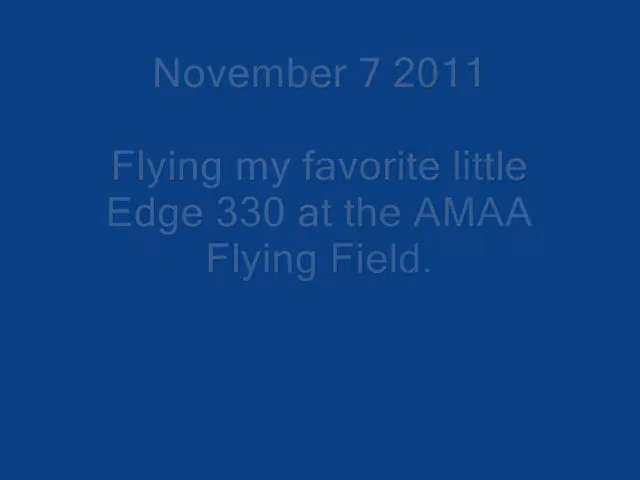 November 7 2011
Flying my favorite little
Edge 330 at the AMAA
Flying Field.